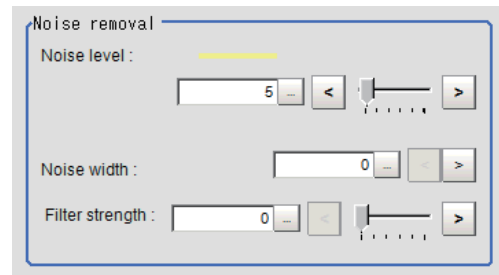 Noise removal
Noise level :
5 ... < >
Noise width :
0 ... < >
Filter strength :
0 ... < >